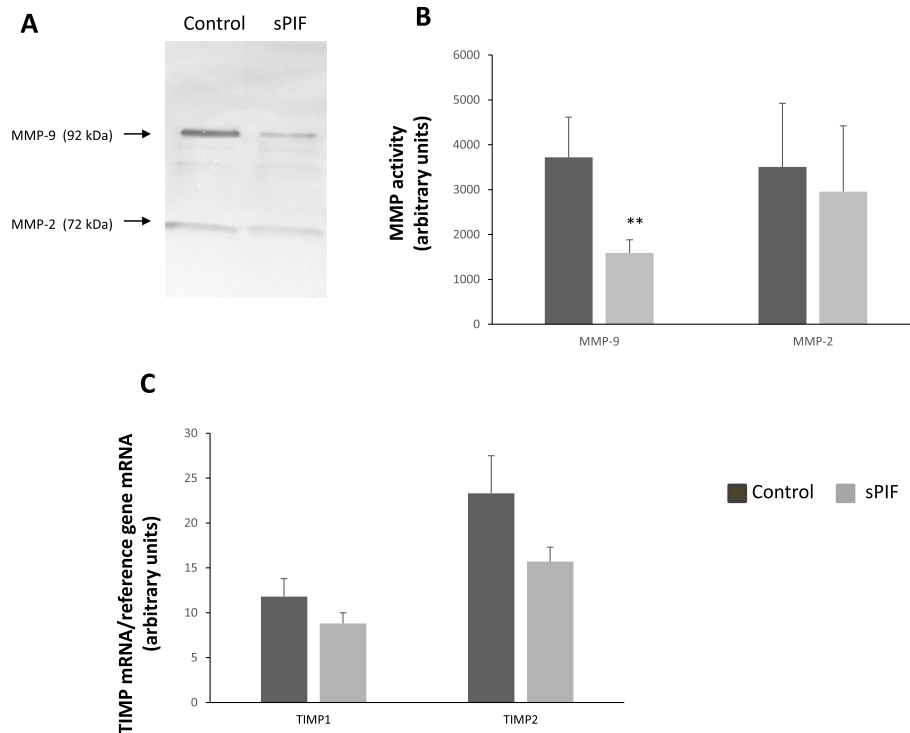 A
Control sPIF
MMP-9 (92 kDa)
MMP-2 (72 kDa)
B
MMP activity
(arbitrary units)
6000
5000
4000
3000
2000
1000
0
**
MMP-9 MMP-2
C
TIMP mRNA/reference gene mRNA
(arbitrary units)
30
25
20
15
10
5
0
TIMP1 TIMP2
Control sPIF